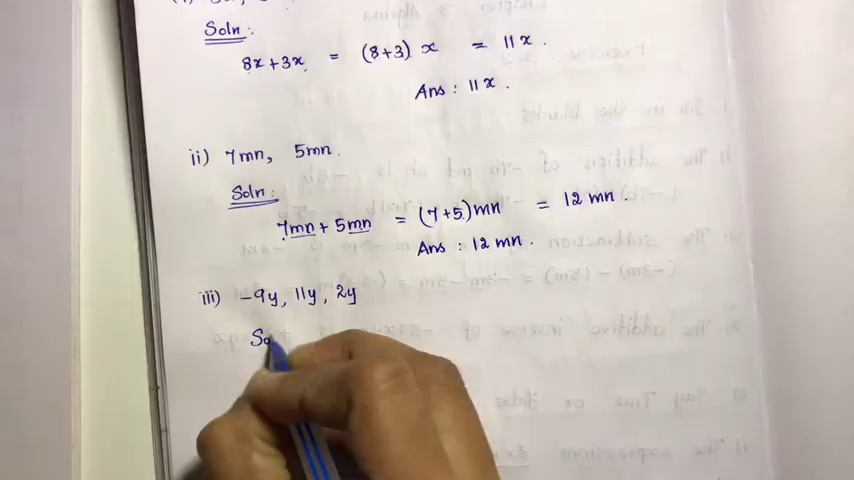 Soln:
8x + 3x = (8+3) x = 11x.
Ans : 11x.
ii) 7mn, 5mn.
Soln:
7mn + 5mn = (7+5)mn = 12 mn.
Ans : 12 mn.
iii) -9y, 11y, 2y
So